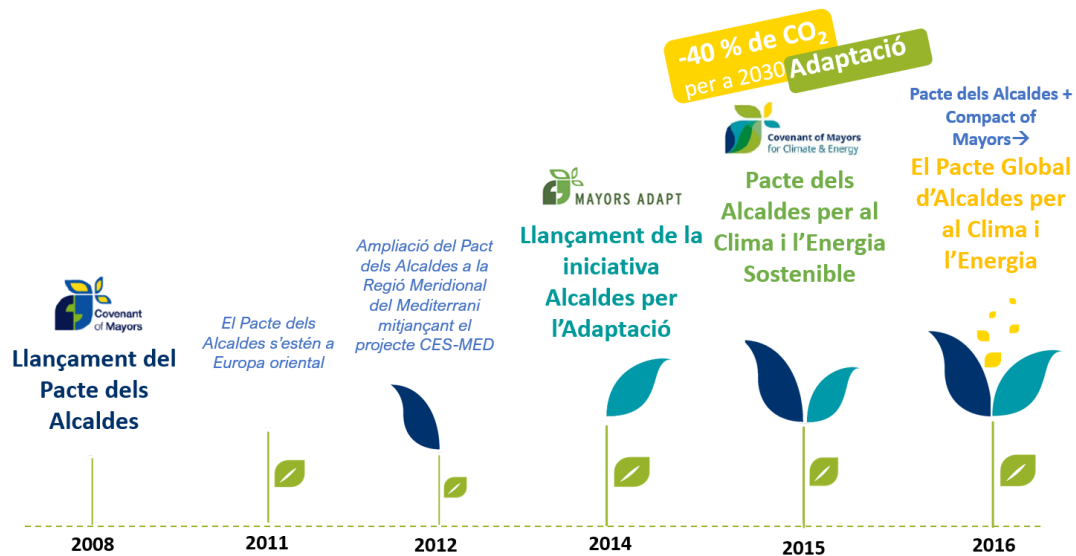 Covenant
of Mayors
Llançament del
Pacte dels
Alcaldes
2008
El Pacte dels
Alcaldes s'estén a
Europa oriental
2011
Ampliació del Pact
dels Alcaldes a la
Regió Meridional
del Mediterrani
mitjançant el
projecte CES-MED
2012
MAYORS ADAPT
Llançament de la
iniciativa
Alcaldes per
l'Adaptació
2014
-40 % de CO₂
per a 2030
Adaptació
Covenant of Mayors
for Climate & Energy
Pacte dels
Alcaldes per al
Clima i l'Energia
Sostenible
2015
Pacte dels Alcaldes +
Compact of
Mayors→
El Pacte Global
d'Alcaldes per
al Clima i
l'Energia
2016